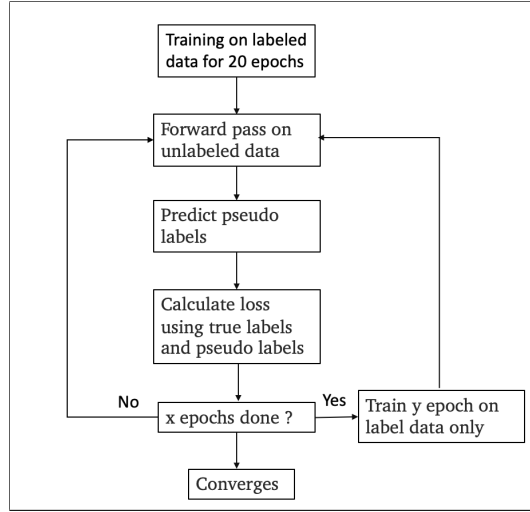 Training on labeled
data for 20 epochs
Forward pass on
unlabeled data
Predict pseudo
labels
Calculate loss
using true labels
and pseudo labels
No
x epochs done ?
Yes
Train y epoch on
label data only
Converges